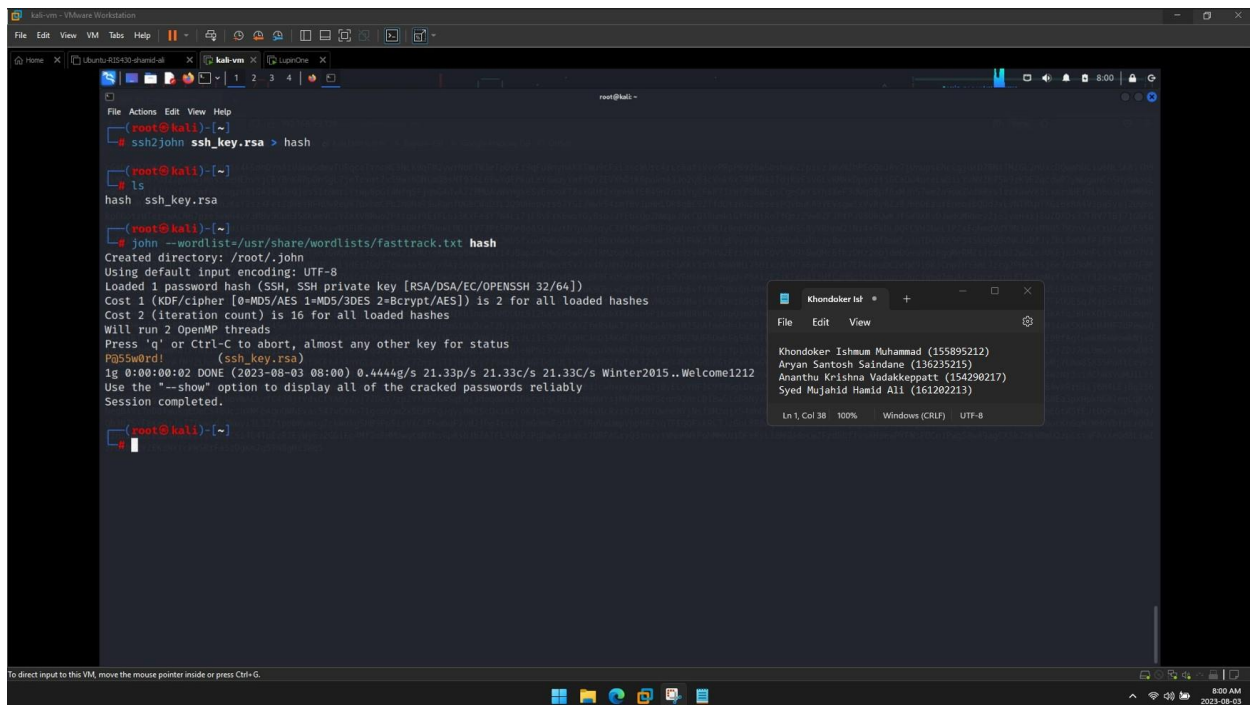 kali-vm - VMware Workstation
File Edit View VM Tabs Help
Home Ubuntu-R15430-shamid-ali kali-vm LupinOne
1 2 3 4 8:00
root@kali: ~
File Actions Edit View Help
(root㉿kali)-[~]
# ssh2john ssh_key.rsa > hash
(root㉿kali)-[~]
# ls
hash ssh_key.rsa
(root㉿kali)-[~]
# john --wordlist=/usr/share/wordlists/fasttrack.txt hash
Created directory: /root/.john
Using default input encoding: UTF-8
Loaded 1 password hash (SSH, SSH private key [RSA/DSA/EC/OPENSSH 32/64])
Cost 1 (KDF/cipher [0=MD5/AES 1=MD5/3DES 2=Bcrypt/AES]) is 2 for all loaded hashes
Cost 2 (iteration count) is 16 for all loaded hashes
Will run 2 OpenMP threads
Press 'q' or Ctrl-C to abort, almost any other key for status
P@55w0rd! (ssh_key.rsa)
1g 0:00:00:02 DONE (2023-08-03 08:00) 0.4444g/s 21.33p/s 21.33c/s 21.33C/s Winter2015..Welcome1212
Use the "--show" option to display all of the cracked passwords reliably
Session completed.
(root㉿kali)-[~]
#
Khondoker Ish
File Edit View
Khondoker Ishmum Muhammad (155895212)
Aryan Santosh Saindane (136235215)
Ananthu Krishna Vadakkeppatt (154290217)
Syed Mujahid Hamid Ali (161202213)
Ln 1, Col 38 100% Windows (CRLF) UTF-8
To direct input to this VM, move the mouse pointer inside or press Ctrl+G.
8:00 AM
2023-08-03